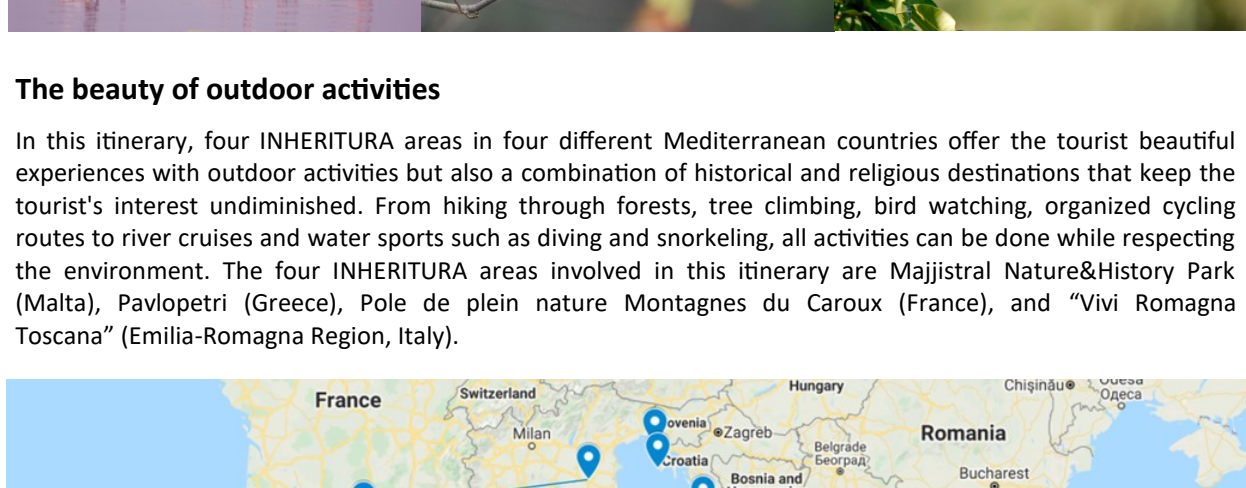 The beauty of outdoor activities
In this itinerary, four INHERITURA areas in four different Mediterranean countries offer the tourist beautiful
experiences with outdoor activities but also a combination of historical and religious destinations that keep the
tourist's interest undiminished. From hiking through forests, tree climbing, bird watching, organized cycling
routes to river cruises and water sports such as diving and snorkeling, all activities can be done while respecting
the environment. The four INHERITURA areas involved in this itinerary are Majjistral Nature&History Park
(Malta), Pavlopetri (Greece), Pole de plein nature Montagnes du Caroux (France), and “Vivi Romagna
Toscana” (Emilia-Romagna Region, Italy).
France
Switzerland
Hungary
Chișinău
Odesa
Одеса
Milan
ovenia
Zagreb
Croatia
Belgrade
Београд
Romania
Bosnia and
Bucharest